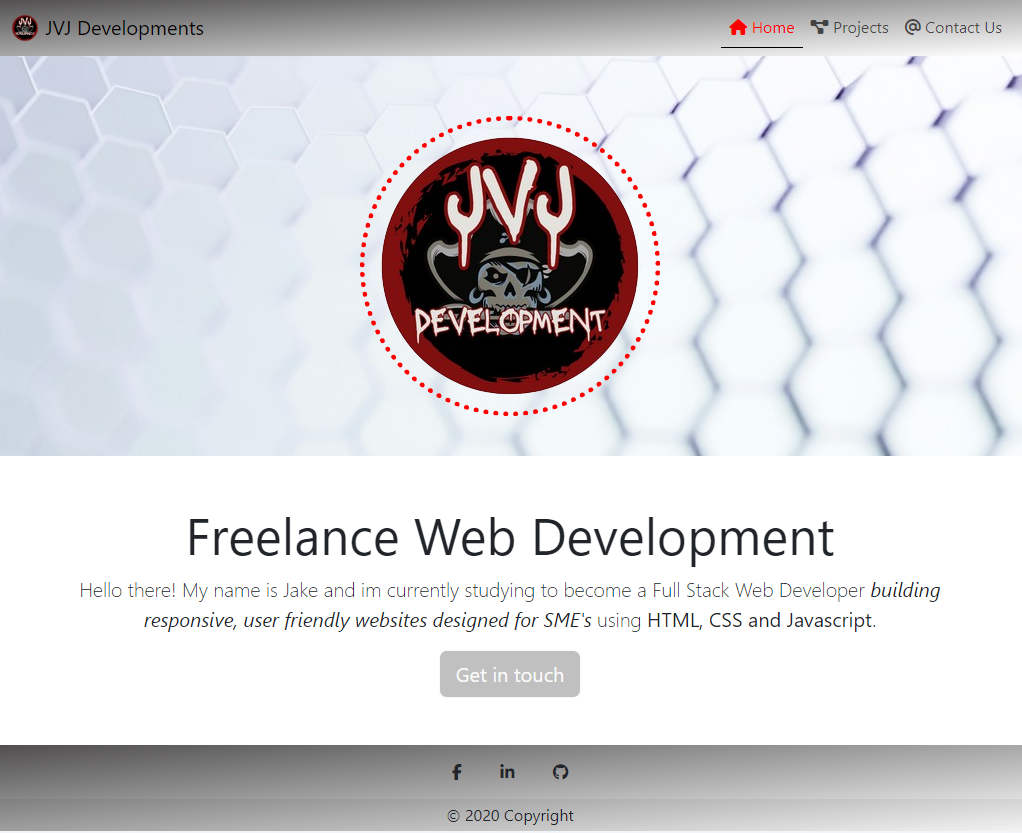 JVJ Developments
Home Projects Contact Us
JVJ
DEVELOPMENT
Freelance Web Development
Hello there! My name is Jake and im currently studying to become a Full Stack Web Developer building
responsive, user friendly websites designed for SME's using HTML, CSS and Javascript.
Get in touch
© 2020 Copyright